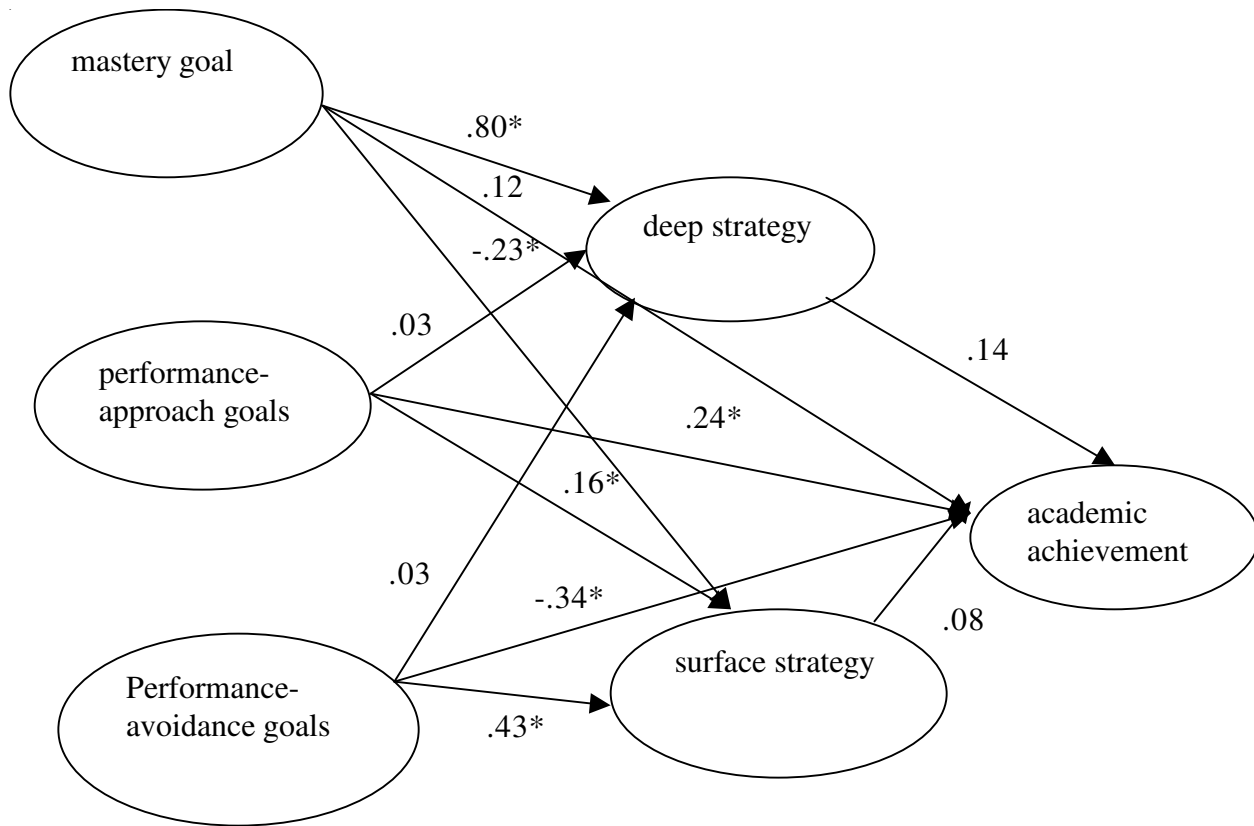 mastery goal
.80*
.12
deep strategy
-.23*
.03
.14
performance-
approach goals
.24*
.16*
academic
achievement
.03
-.34*
.08
surface strategy
Performance-
avoidance goals
.43*